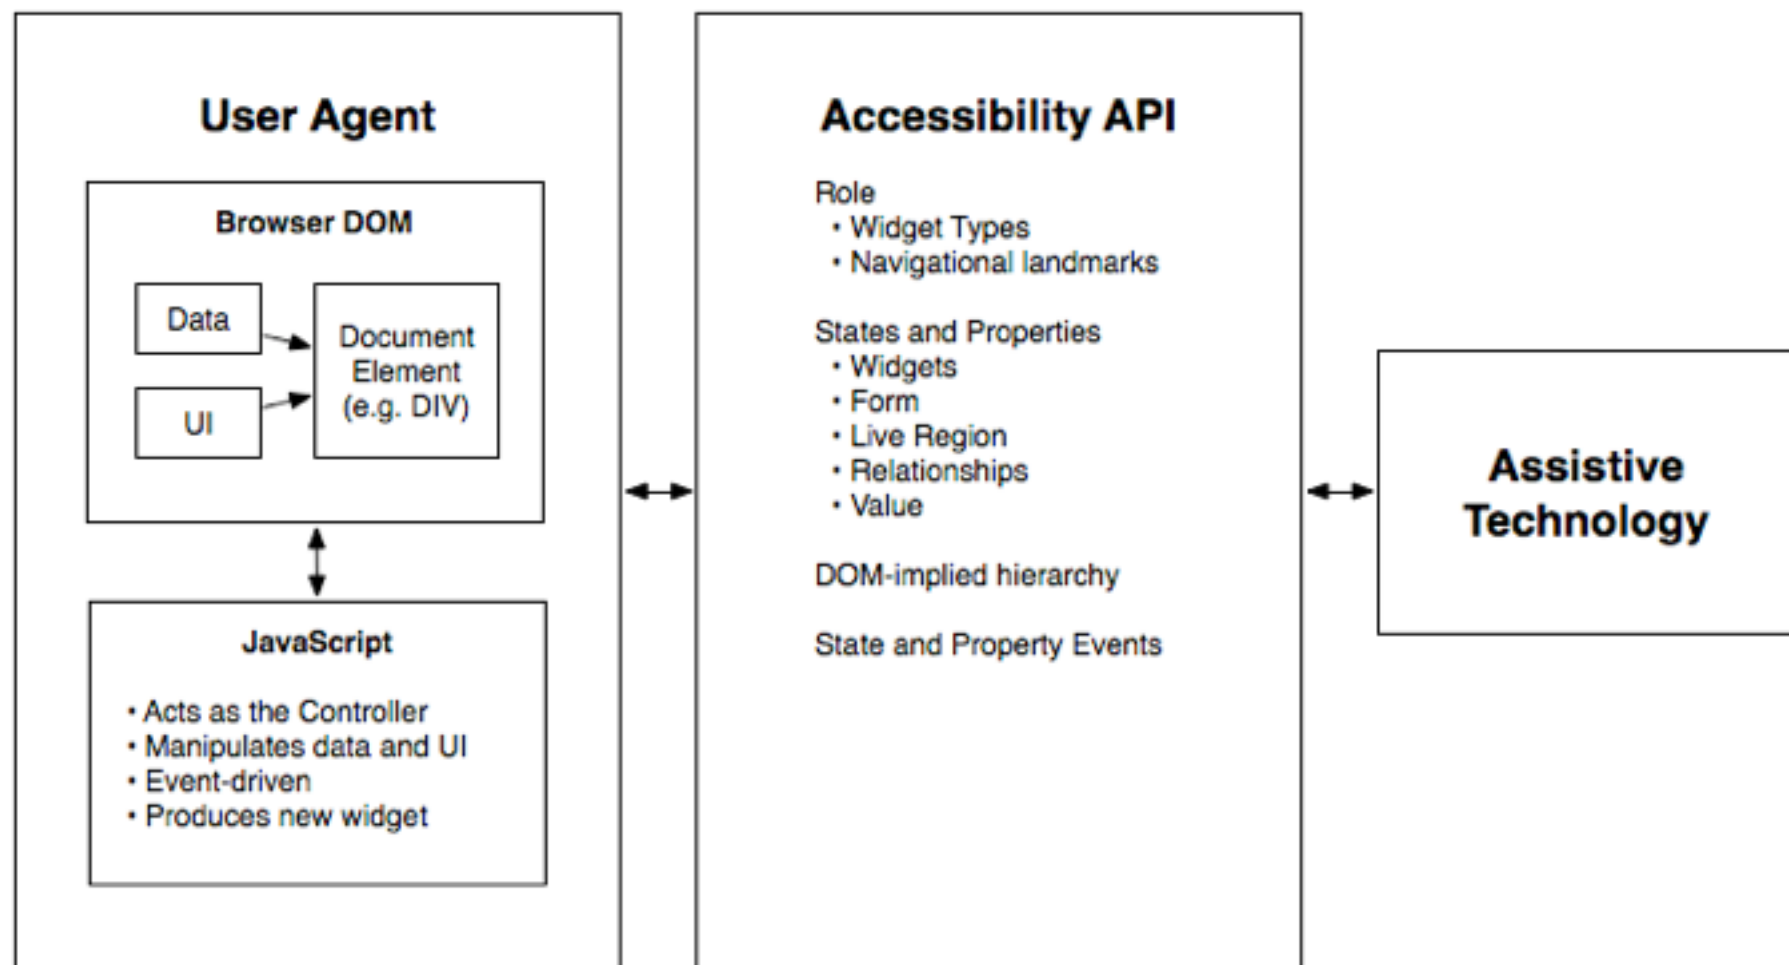 User Agent
Browser DOM
Data
UI
Document
Element
(e.g. DIV)
JavaScript
• Acts as the Controller
• Manipulates data and UI
• Event-driven
• Produces new widget
Accessibility API
Role
• Widget Types
• Navigational landmarks
States and Properties
• Widgets
• Form
• Live Region
• Relationships
• Value
DOM-implied hierarchy
State and Property Events
Assistive
Technology